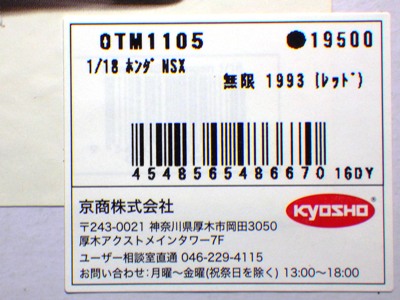 OTM1105 ●19500
1/18 ﾎﾝﾀﾞ NSX
無限 1993 (ﾚｯﾄﾞ)
4548565486670 16DY
京商株式会社
KYOSHO
〒243-0021 神奈川県厚木市岡田3050
厚木アクストメインタワー7F
ユーザー相談室直通 046-229-4115
お問い合わせ：月曜～金曜(祝祭日を除く) 13:00～18:00